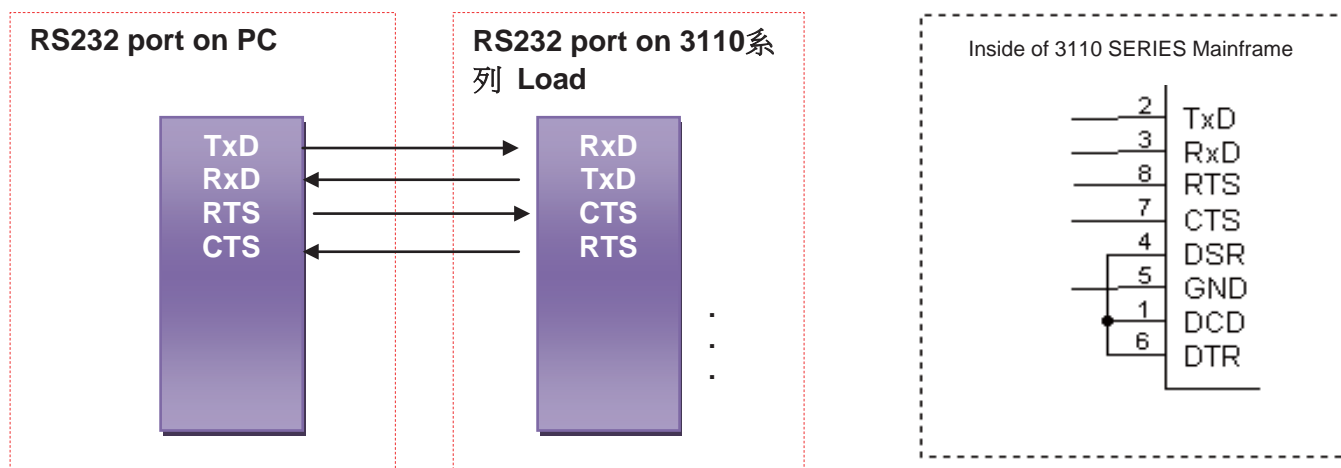 RS232 port on PC
TxD
RxD
RTS
CTS
RS232 port on 3110系
列 Load
RxD
TxD
CTS
RTS
.
.
.
Inside of 3110 SERIES Mainframe
2 TxD
3 RxD
8 RTS
7 CTS
4 DSR
5 GND
1 DCD
6 DTR